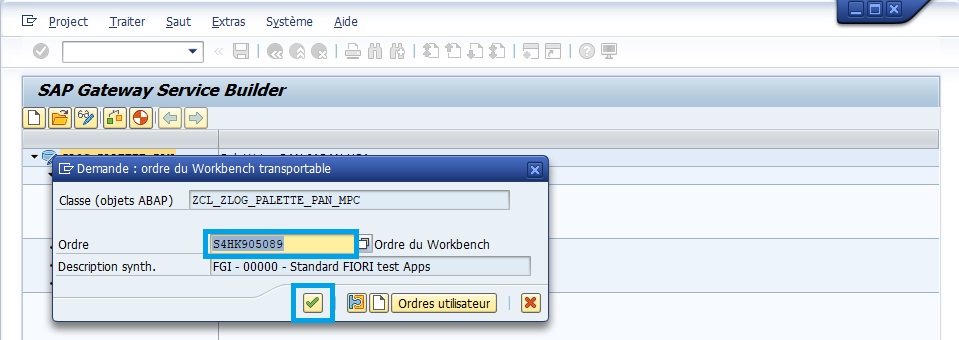 Project Traiter Saut Extras Système Aide
SAP Gateway Service Builder
Demande : ordre du Workbench transportable
Classe (objets ABAP) ZCL_ZLOG_PALETTE_PAN_MPC
Ordre S4HK905089 Ordre du Workbench
Description synth. FGI - 00000 - Standard FIORI test Apps
Ordres utilisateur